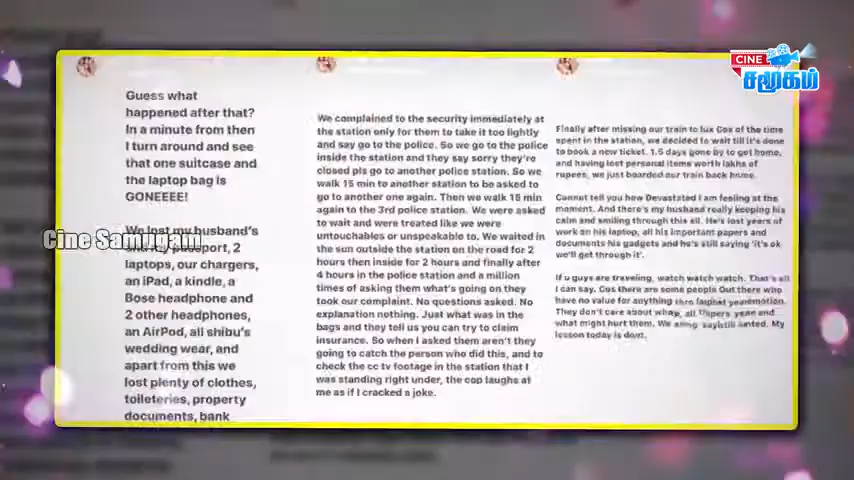 Guess what
happened after that?
In a minute from then
I turn around and see
that one suitcase and
the laptop bag is
GONEEEE!
We lost my husband's
passport, 2
laptops, our chargers,
an iPad, a kindle, a
Bose headphone and
2 other headphones,
an AirPod, all shibu's
wedding wear, and
apart from this we
lost plenty of clothes,
toileteries, property
documents, bank
We complained to the security immediately at
the station only for them to take it too lightly
and say go to the police. So we go to the police
inside the station and they say sorry they're
closed pls go to another police station. So we
walk 15 min to another station to be asked to
go to another one again. Then we walk 15 min
again to the 3rd police station. We were asked
to wait and were treated like we were
untouchables or unspeakable to. We waited in
the sun outside the station on the road for 2
hours then inside for 2 hours and finally after
4 hours in the police station and a million
times of asking them what's going on they
took our complaint. No questions asked. No
explanation nothing. Just what was in the
bags and they tell us you can try to claim
insurance. So when I asked them aren't they
going to catch the person who did this, and to
check the cc tv footage in the station that I
was standing right under, the cop laughs at
me as if I cracked a joke.
Finally after missing our train to lux Cos of the time
spent in the station, we decided to wait till it's done
to book a new ticket. 1.5 days gone by to get home,
and having lost personal items worth lakhs of
rupees, we just boarded our train back home.
Cannot tell you how Devastated I am feeling at the
moment. And there's my husband really keeping his
calm and smiling through this all. He's lost years of
work on his laptop, all his important papers and
documents his gadgets and he's still saying 'it's ok
we'll get through it'.
If u guys are traveling, watch watch watch. That's all
I can say. Cos there are some people Out there who
have no value for anything
They don't care about
what might hurt them. We My
lesson today is
CINE
சமூகம்
Cine Samugam